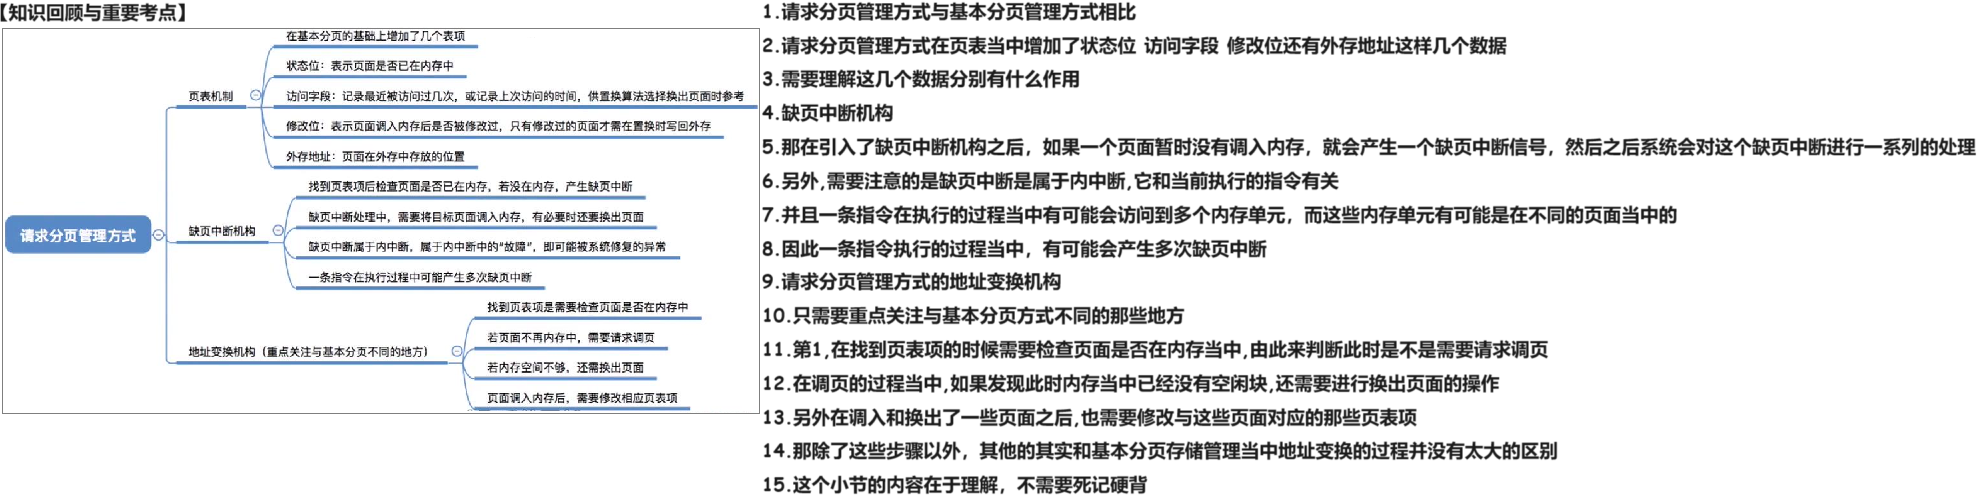 【知识回顾与重要考点】
请求分页管理方式
页表机制
在基本分页的基础上增加了几个表项
状态位：表示页面是否已在内存中
访问字段：记录最近被访问过几次，或记录上次访问的时间，供置换算法选择换出页面时参考
修改位：表示页面调入内存后是否被修改过，只有修改过的页面才需在置换时写回外存
外存地址：页面在外存中存放的位置
缺页中断机构
找到页表项后检查页面是否已在内存，若没在内存，产生缺页中断
缺页中断处理中，需要将目标页面调入内存，有必要时还要换出页面
缺页中断属于内中断，属于内中断中的"故障"，即可能被系统修复的异常
一条指令在执行过程中可能产生多次缺页中断
地址变换机构（重点关注与基本分页不同的地方）
找到页表项是需要检查页面是否在内存中
若页面不再内存中，需要请求调页
若内存空间不够，还需换出页面
页面调入内存后，需要修改相应页表项
1.请求分页管理方式与基本分页管理方式相比
2.请求分页管理方式在页表当中增加了状态位 访问字段 修改位还有外存地址这样几个数据
3.需要理解这几个数据分别有什么作用
4.缺页中断机构
5.那在引入了缺页中断机构之后，如果一个页面暂时没有调入内存，就会产生一个缺页中断信号，然后之后系统会对这个缺页中断进行一系列的处理
6.另外,需要注意的是缺页中断是属于内中断,它和当前执行的指令有关
7.并且一条指令在执行的过程当中有可能会访问到多个内存单元，而这些内存单元有可能是在不同的页面当中的
8.因此一条指令执行的过程当中，有可能会产生多次缺页中断
9.请求分页管理方式的地址变换机构
10.只需要重点关注与基本分页方式不同的那些地方
11.第1,在找到页表项的时候需要检查页面是否在内存当中,由此来判断此时是不是需要请求调页
12.在调页的过程当中,如果发现此时内存当中已经没有空闲块,还需要进行换出页面的操作
13.另外在调入和换出了一些页面之后,也需要修改与这些页面对应的那些页表项
14.那除了这些步骤以外，其他的其实和基本分页存储管理当中地址变换的过程并没有太大的区别
15.这个小节的内容在于理解，不需要死记硬背